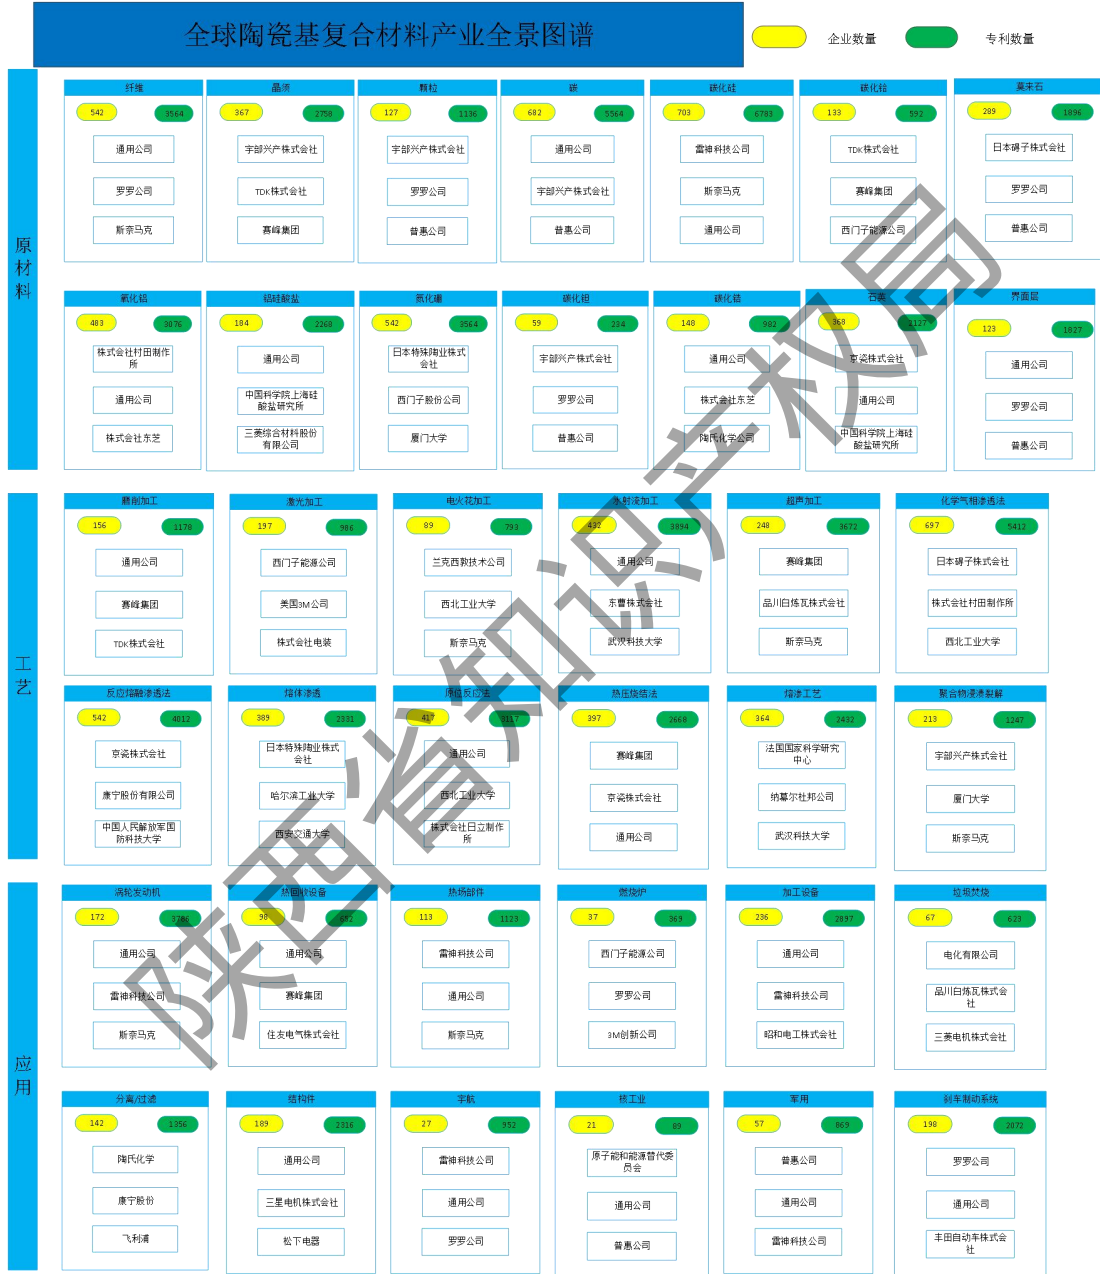 全球陶瓷基复合材料产业全景图谱
企业数量
专利数量
原材料
纤维
542
3564
通用公司
罗罗公司
斯奈马克
晶须
367
2758
宇部兴产株式会社
TDK株式会社
赛峰集团
颗粒
127
1136
宇部兴产株式会社
罗罗公司
普惠公司
碳
682
5564
通用公司
宇部兴产株式会社
普惠公司
碳化硅
703
6783
雷神科技公司
斯奈马克
通用公司
碳化铪
133
592
TDK株式会社
赛峰集团
西门子能源公司
莫来石
289
1896
日本碍子株式会社
罗罗公司
普惠公司
氧化铝
483
3076
株式会社村田制作
所
通用公司
株式会社东芝
铝硅酸盐
184
2268
通用公司
中国科学院上海硅
酸盐研究所
三菱综合材料股份
有限公司
氮化硼
542
3564
日本特殊陶业株式
会社
西门子股份公司
厦门大学
碳化钽
59
234
宇部兴产株式会社
罗罗公司
普惠公司
碳化锆
148
982
通用公司
株式会社东芝
陶氏化学公司
石英
368
2127
京瓷株式会社
通用公司
中国科学院上海硅
酸盐研究所
界面层
123
1827
通用公司
罗罗公司
普惠公司
工艺
磨削加工
156
1178
通用公司
赛峰集团
TDK株式会社
激光加工
197
986
西门子能源公司
美国3M公司
株式会社电装
电火花加工
89
793
兰克西敦技术公司
西北工业大学
斯奈马克
水射流加工
432
3894
通用公司
东曹株式会社
武汉科技大学
超声加工
248
3672
赛峰集团
品川白炼瓦株式会社
斯奈马克
化学气相渗透法
697
5412
日本碍子株式会社
株式会社村田制作所
西北工业大学
反应熔融渗透法
542
4012
京瓷株式会社
康宁股份有限公司
中国人民解放军国
防科技大学
熔体渗透
389
2331
日本特殊陶业株式
会社
哈尔滨工业大学
西安交通大学
原位反应法
417
3117
通用公司
西北工业大学
株式会社日立制作
所
热压烧结法
397
2668
赛峰集团
京瓷株式会社
通用公司
熔渗工艺
364
2432
法国国家科学研究
中心
纳幕尔杜邦公司
武汉科技大学
聚合物浸渍裂解
213
1247
宇部兴产株式会社
厦门大学
斯奈马克
应用
涡轮发动机
172
3786
通用公司
雷神科技公司
斯奈马克
热回收设备
98
652
通用公司
赛峰集团
住友电气株式会社
热场部件
113
1123
雷神科技公司
通用公司
斯奈马克
燃烧炉
37
369
西门子能源公司
罗罗公司
3M创新公司
加工设备
236
2897
通用公司
雷神科技公司
昭和电工株式会社
垃圾焚烧
67
623
电化有限公司
品川白炼瓦株式会
社
三菱电机株式会社
分离/过滤
142
1356
陶氏化学
康宁股份
飞利浦
结构件
189
2316
通用公司
三星电机株式会社
松下电器
宇航
27
952
雷神科技公司
通用公司
罗罗公司
核工业
21
89
原子能和能源替代委
员会
通用公司
普惠公司
军用
57
869
普惠公司
通用公司
雷神科技公司
刹车制动系统
198
2072
罗罗公司
通用公司
丰田自动车株式会
社
陕西省知识产权局